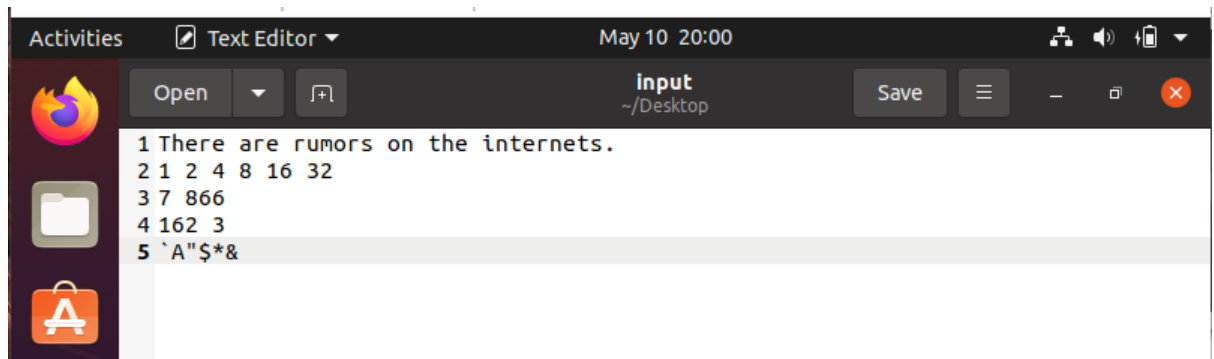 Activities Text Editor May 10 20:00
Open input Save
~/Desktop
1 There are rumors on the internets.
2 1 2 4 8 16 32
3 7 866
4 162 3
5 `A"$*&